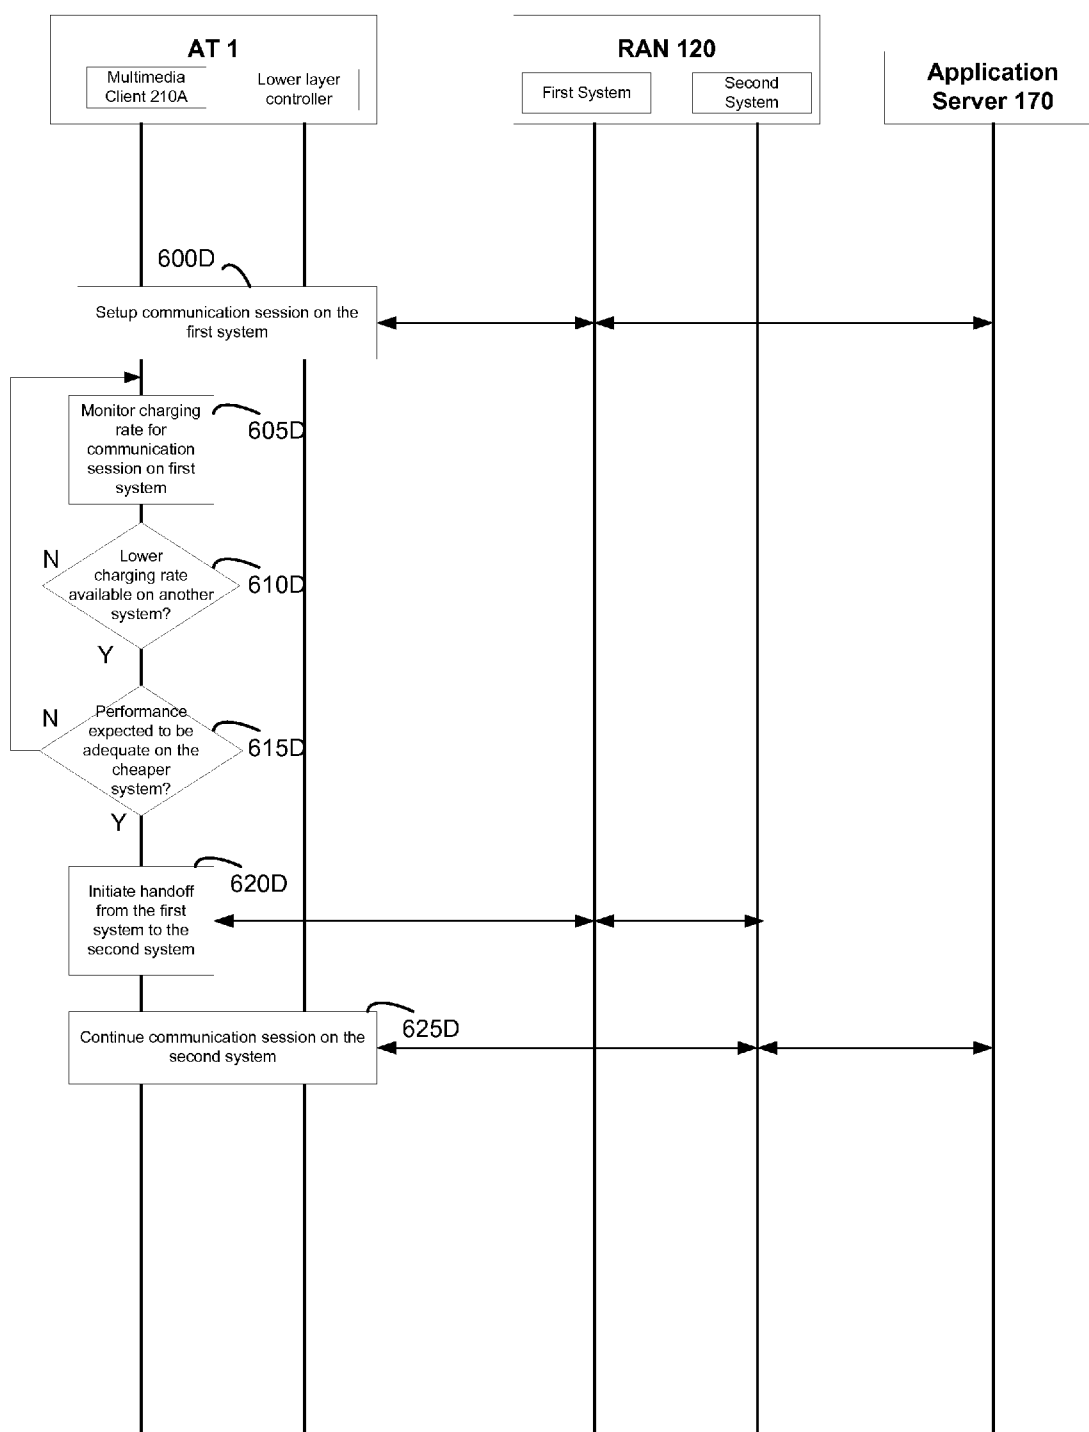 AT 1
Multimedia
Client 210A
Lower layer
controller
RAN 120
First System
Second
System
Application
Server 170
600D
Setup communication session on the
first system
Monitor charging
rate for
communication
session on first
system
605D
N
Lower
charging rate
available on another
system?
610D
Y
N
Performance
expected to be
adequate on the
cheaper
system?
615D
Y
620D
Initiate handoff
from the first
system to the
second system
625D
Continue communication session on the
second system